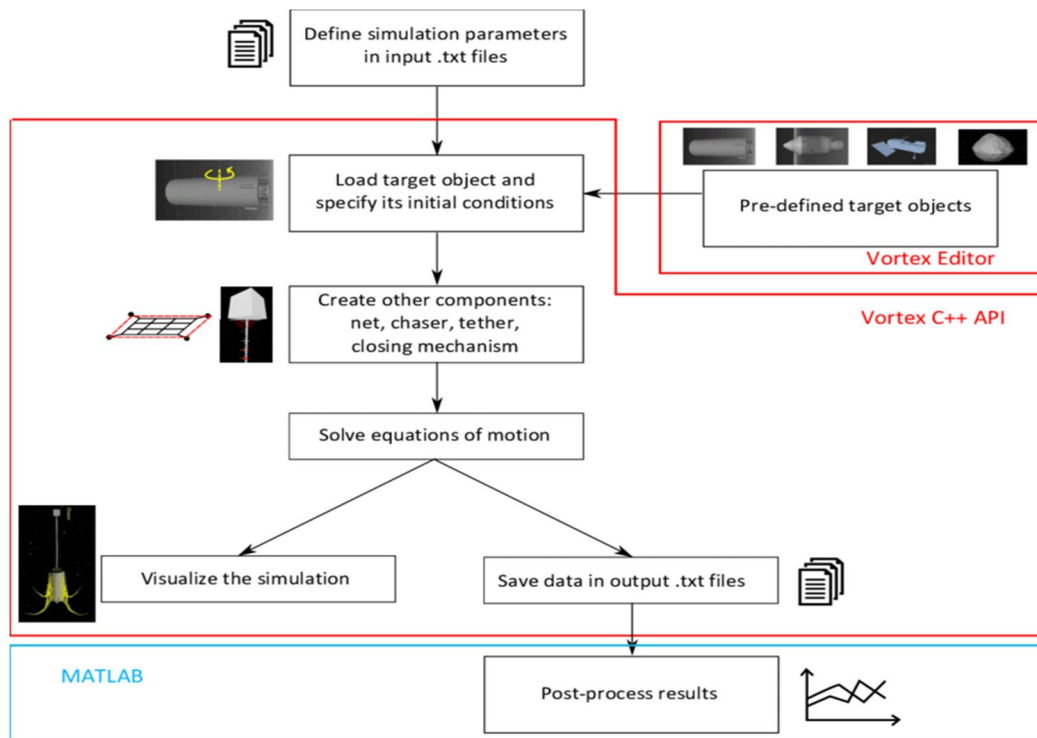 Define simulation parameters
in input .txt files
Load target object and
specify its initial conditions
Pre-defined target objects
Vortex Editor
Vortex C++ API
Create other components:
net, chaser, tether,
closing mechanism
Solve equations of motion
Visualize the simulation
Save data in output .txt files
MATLAB
Post-process results